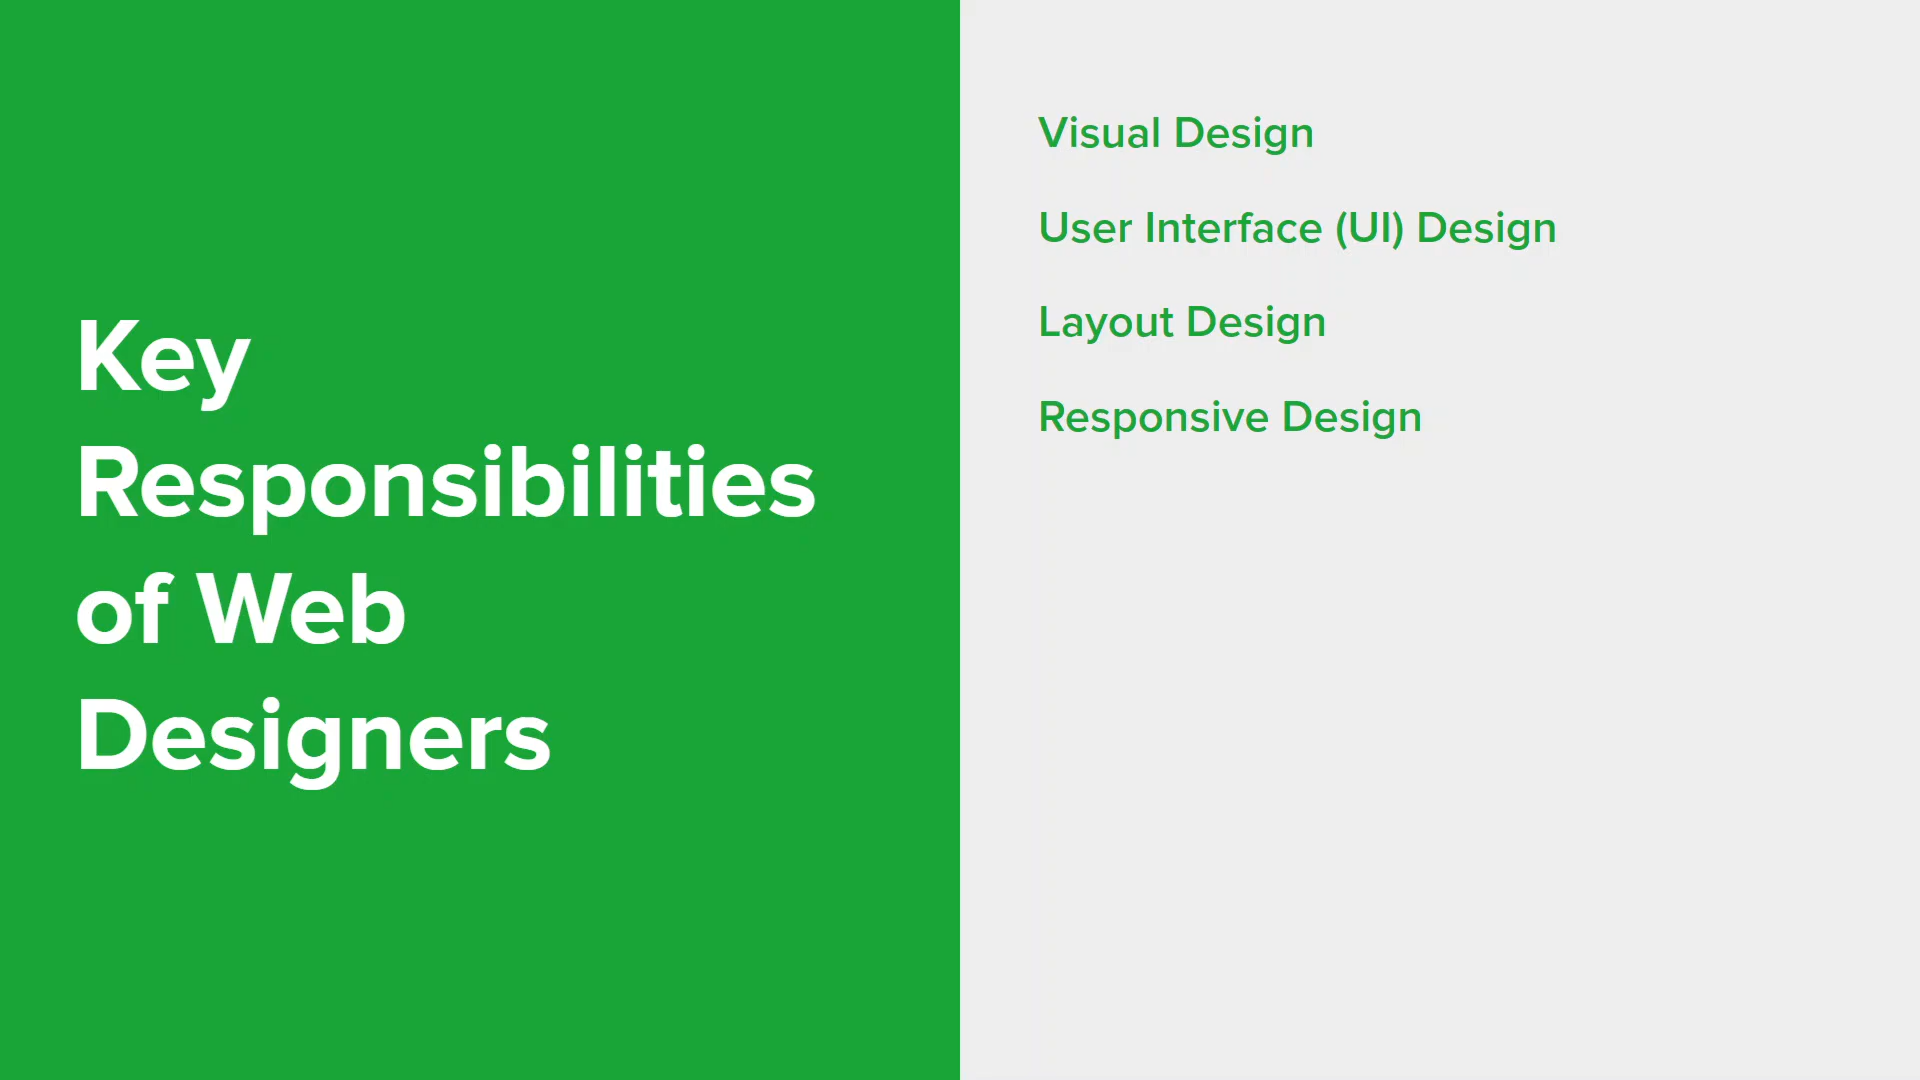 Key
Responsibilities
of Web
Designers
Visual Design
User Interface (UI) Design
Layout Design
Responsive Design